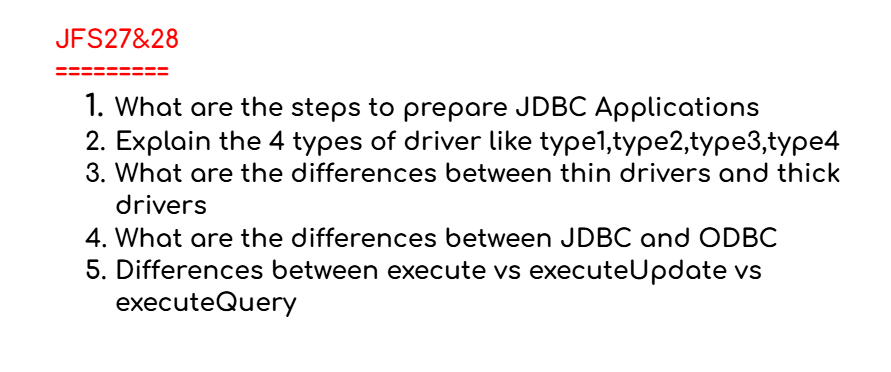 JFS27&28
=========
1. What are the steps to prepare JDBC Applications
2. Explain the 4 types of driver like type1,type2,type3,type4
3. What are the differences between thin drivers and thick
drivers
4. What are the differences between JDBC and ODBC
5. Differences between execute vs executeUpdate vs
executeQuery